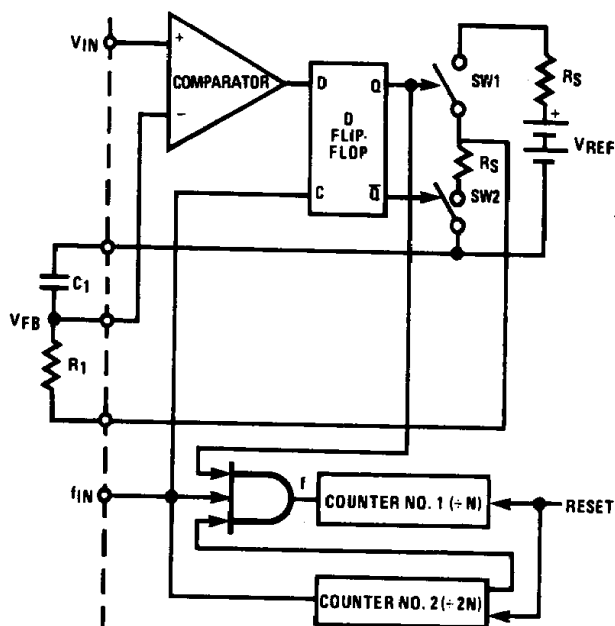 VIN
+
COMPARATOR
−
D
Q
D
FLIP-
FLOP
C
Q̅
SW1
RS
+
VREF
RS
SW2
C1
VFB
R1
fIN
f
COUNTER NO. 1 (÷N)
RESET
COUNTER NO. 2 (÷2N)